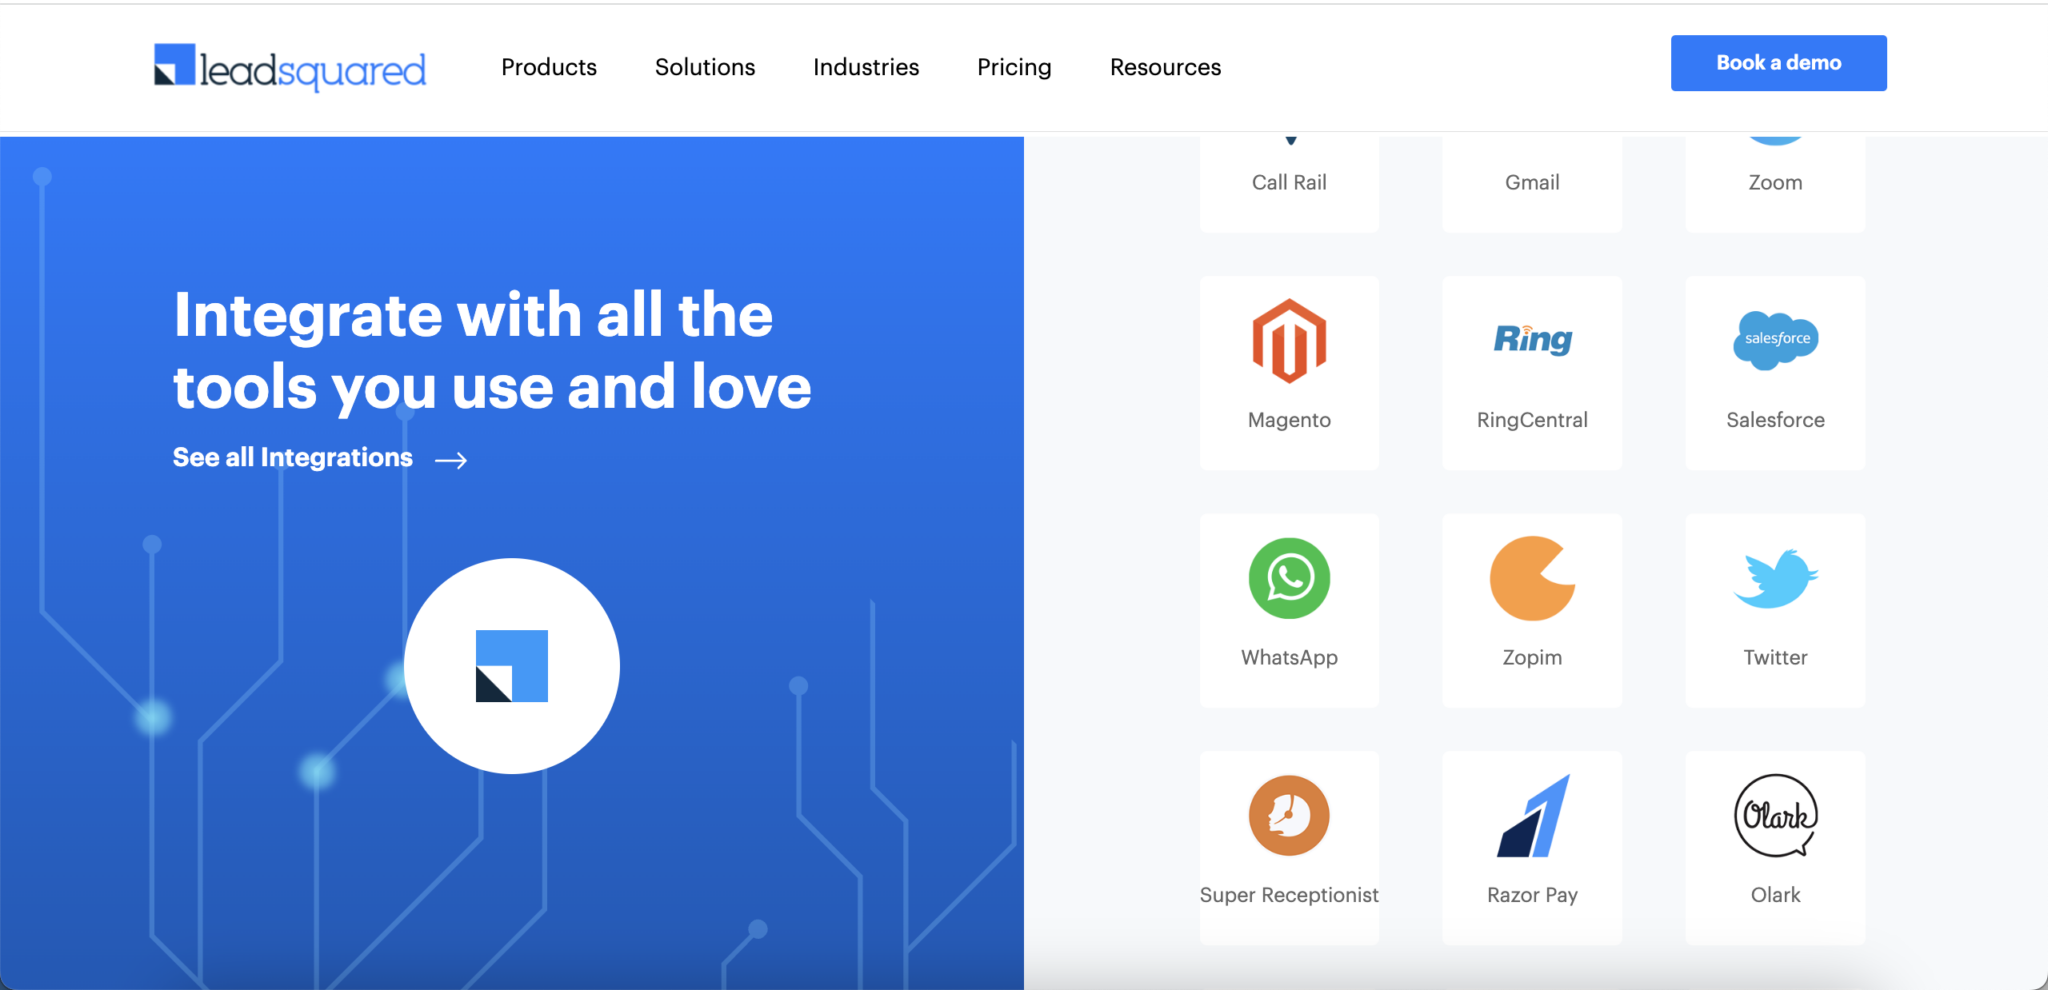 leadsquared
Products
Solutions
Industries
Pricing
Resources
Book a demo
Integrate with all the
tools you use and love
See all Integrations
Call Rail
Gmail
Zoom
Ring
salesforce
Magento
RingCentral
Salesforce
WhatsApp
Zopim
Twitter
Olark
Super Receptionist
Razor Pay
Olark